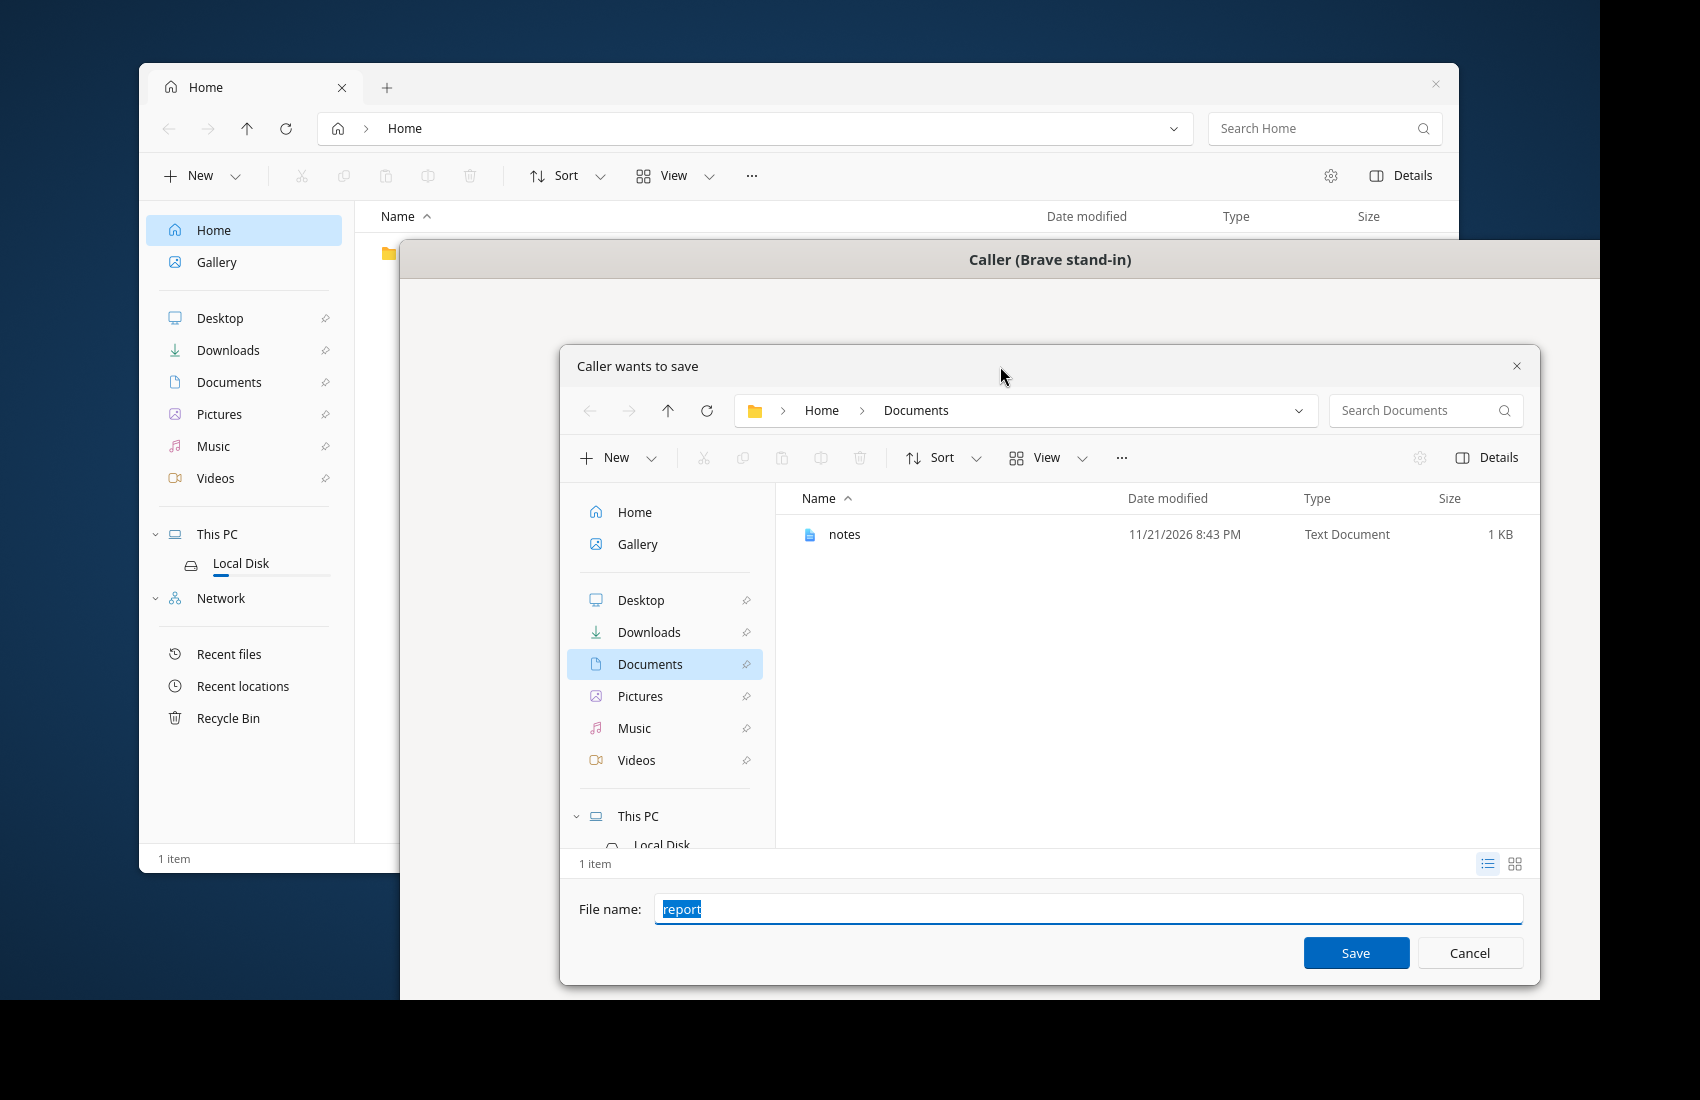 Home
Home
Search Home
New
Sort
View
Details
Name
Date modified
Type
Size
Home
Gallery
Desktop
Downloads
Documents
Pictures
Music
Videos
This PC
Local Disk
Network
Recent files
Recent locations
Recycle Bin
1 item
Caller (Brave stand-in)
Caller wants to save
Home
Documents
Search Documents
New
Sort
View
Details
Name
Date modified
Type
Size
Home
Gallery
Desktop
Downloads
Documents
Pictures
Music
Videos
This PC
Local Disk
notes 11/21/2026 8:43 PM Text Document 1 KB
1 item
File name: report
Save
Cancel